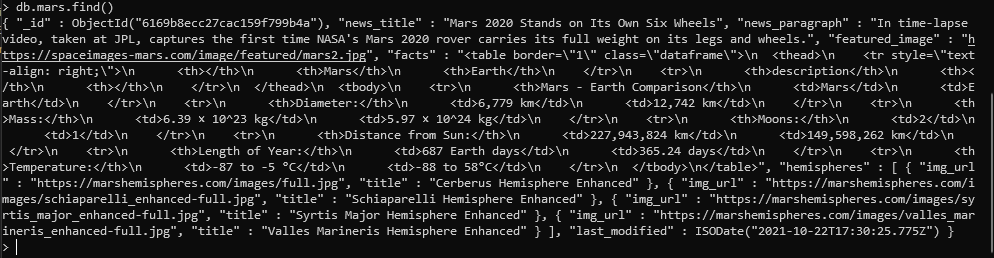 > db.mars.find()
{ "_id" : ObjectId("6169b8ecc27cac159f799b4a"), "news_title" : "Mars 2020 Stands on Its Own Six Wheels", "news_paragraph" : "In time-lapse
video, taken at JPL, captures the first time NASA's Mars 2020 rover carries its full weight on its legs and wheels.", "featured_image" : "h
ttps://spaceimages-mars.com/image/featured/mars2.jpg", "facts" : "<table border=\"1\" class=\"dataframe\">\n  <thead>\n    <tr style=\"text
-align: right;\">\n      <th></th>\n      <th>Mars</th>\n      <th>Earth</th>\n    </tr>\n    <tr>\n      <th>description</th>\n      <th><
/th>\n      <th></th>\n    </tr>\n  </thead>\n  <tbody>\n    <tr>\n      <th>Mars - Earth Comparison</th>\n      <td>Mars</td>\n      <td>E
arth</td>\n    </tr>\n    <tr>\n      <th>Diameter:</th>\n      <td>6,779 km</td>\n      <td>12,742 km</td>\n    </tr>\n    <tr>\n      <th
>Mass:</th>\n      <td>6.39 × 10^23 kg</td>\n      <td>5.97 × 10^24 kg</td>\n    </tr>\n    <tr>\n      <th>Moons:</th>\n      <td>2</td>\n
      <td>1</td>\n    </tr>\n    <tr>\n      <th>Distance from Sun:</th>\n      <td>227,943,824 km</td>\n      <td>149,598,262 km</td>\n
 </tr>\n    <tr>\n      <th>Length of Year:</th>\n      <td>687 Earth days</td>\n      <td>365.24 days</td>\n    </tr>\n    <tr>\n      <th
>Temperature:</th>\n      <td>-87 to -5 °C</td>\n      <td>-88 to 58°C</td>\n    </tr>\n  </tbody>\n</table>", "hemispheres" : [ { "img_url
" : "https://marshemispheres.com/images/full.jpg", "title" : "Cerberus Hemisphere Enhanced" }, { "img_url" : "https://marshemispheres.com/i
mages/schiaparelli_enhanced-full.jpg", "title" : "Schiaparelli Hemisphere Enhanced" }, { "img_url" : "https://marshemispheres.com/images/sy
rtis_major_enhanced-full.jpg", "title" : "Syrtis Major Hemisphere Enhanced" }, { "img_url" : "https://marshemispheres.com/images/valles_mar
ineris_enhanced-full.jpg", "title" : "Valles Marineris Hemisphere Enhanced" } ], "last_modified" : ISODate("2021-10-22T17:30:25.775Z") }
>